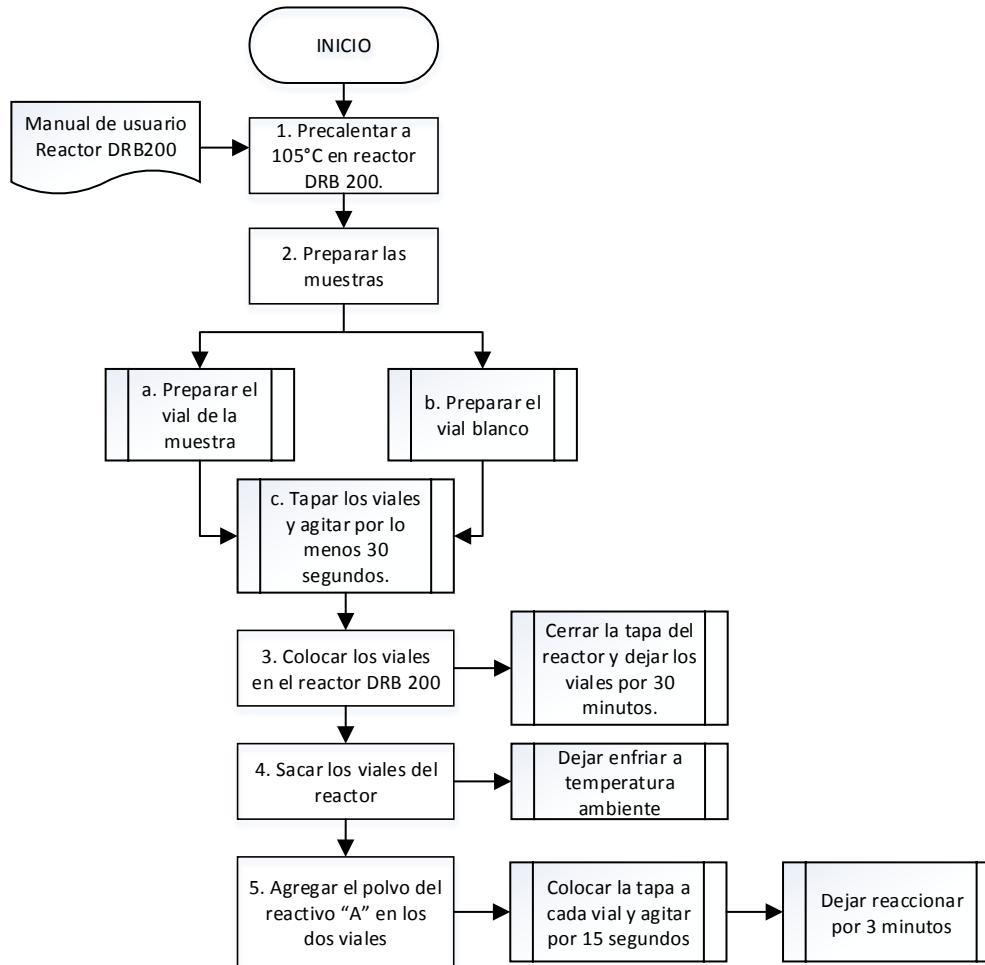 INICIO
Manual de usuario
Reactor DRB200
1. Precalentar a
105°C en reactor
DRB 200.
2. Preparar las
muestras
a. Preparar el
vial de la
muestra
b. Preparar el
vial blanco
c. Tapar los viales
y agitar por lo
menos 30
segundos.
3. Colocar los viales
en el reactor DRB 200
Cerrar la tapa del
reactor y dejar los
viales por 30
minutos.
4. Sacar los viales del
reactor
Dejar enfriar a
temperatura
ambiente
5. Agregar el polvo del
reactivo “A” en los
dos viales
Colocar la tapa a
cada vial y agitar
por 15 segundos
Dejar reaccionar
por 3 minutos